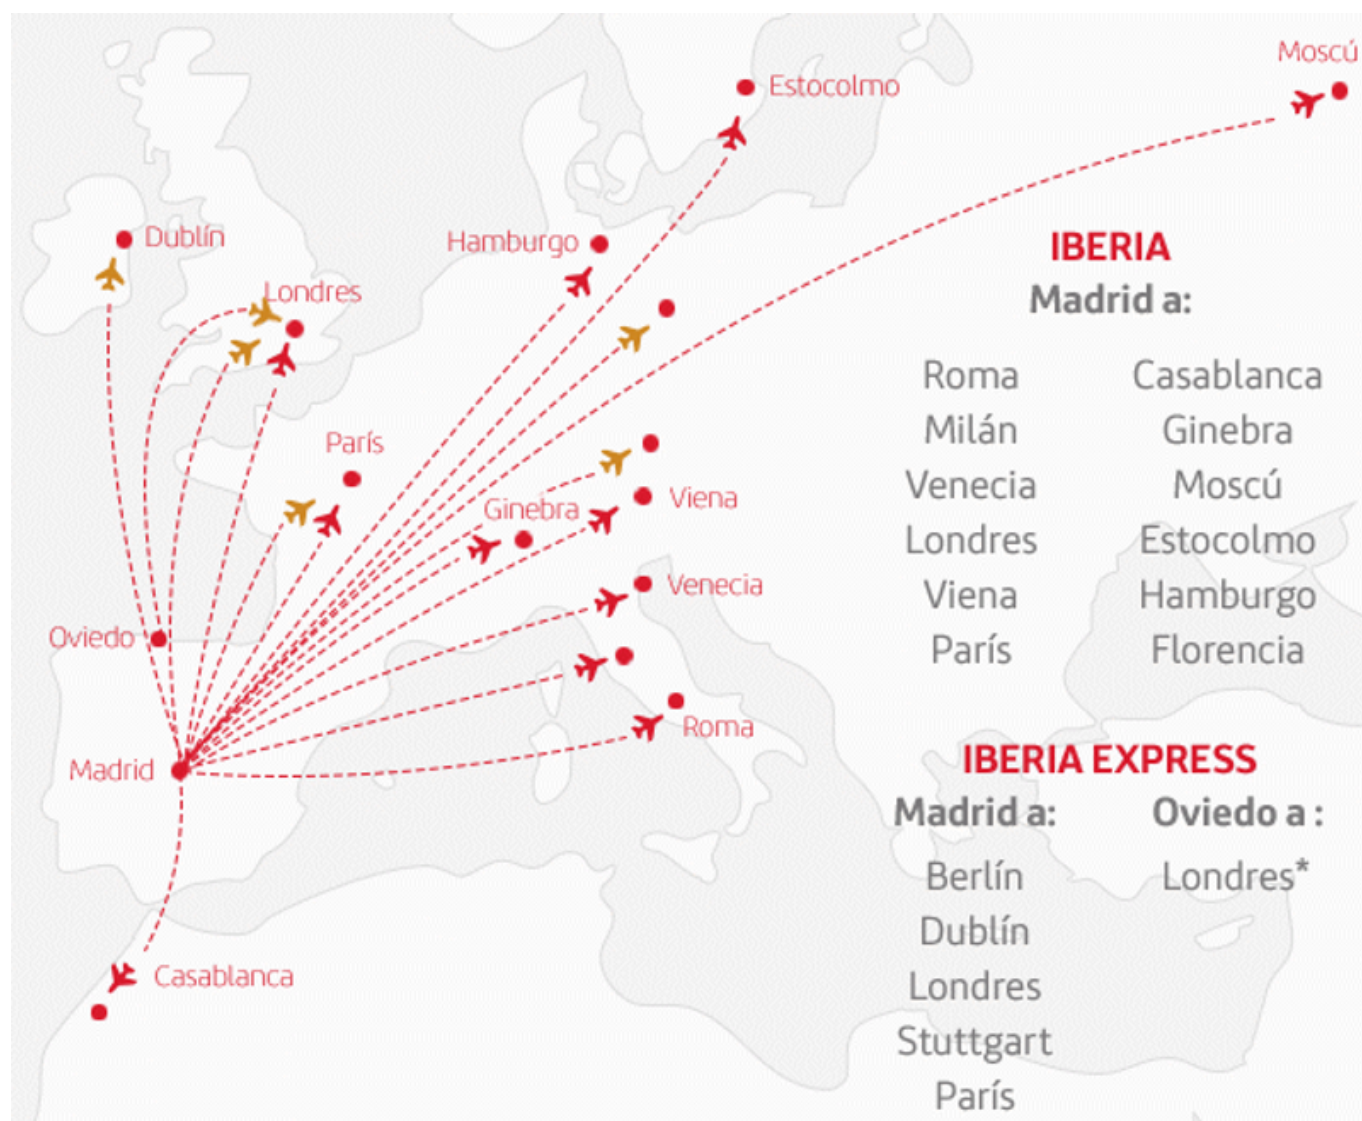 Moscú
Estocolmo
Dublín
Hamburgo
Londres
París
Ginebra
Viena
Venecia
Oviedo
Roma
Madrid
Casablanca
IBERIA
Madrid a:
Roma
Milán
Venecia
Londres
Viena
París
Casablanca
Ginebra
Moscú
Estocolmo
Hamburgo
Florencia
IBERIA EXPRESS
Madrid a:
Berlín
Dublín
Londres
Stuttgart
París
Oviedo a :
Londres*